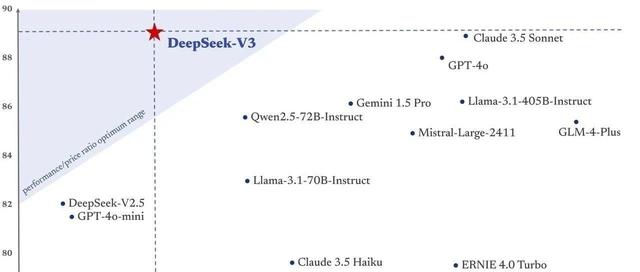 90
DeepSeek-V3
Claude 3.5 Sonnet
88
GPT-4o
86
Gemini 1.5 Pro
Llama-3.1-405B-Instruct
Qwen2.5-72B-Instruct
Mistral-Large-2411
GLM-4-Plus
performance/price ratio optimum range
84
Llama-3.1-70B-Instruct
82
DeepSeek-V2.5
GPT-4o-mini
80
Claude 3.5 Haiku
ERNIE 4.0 Turbo